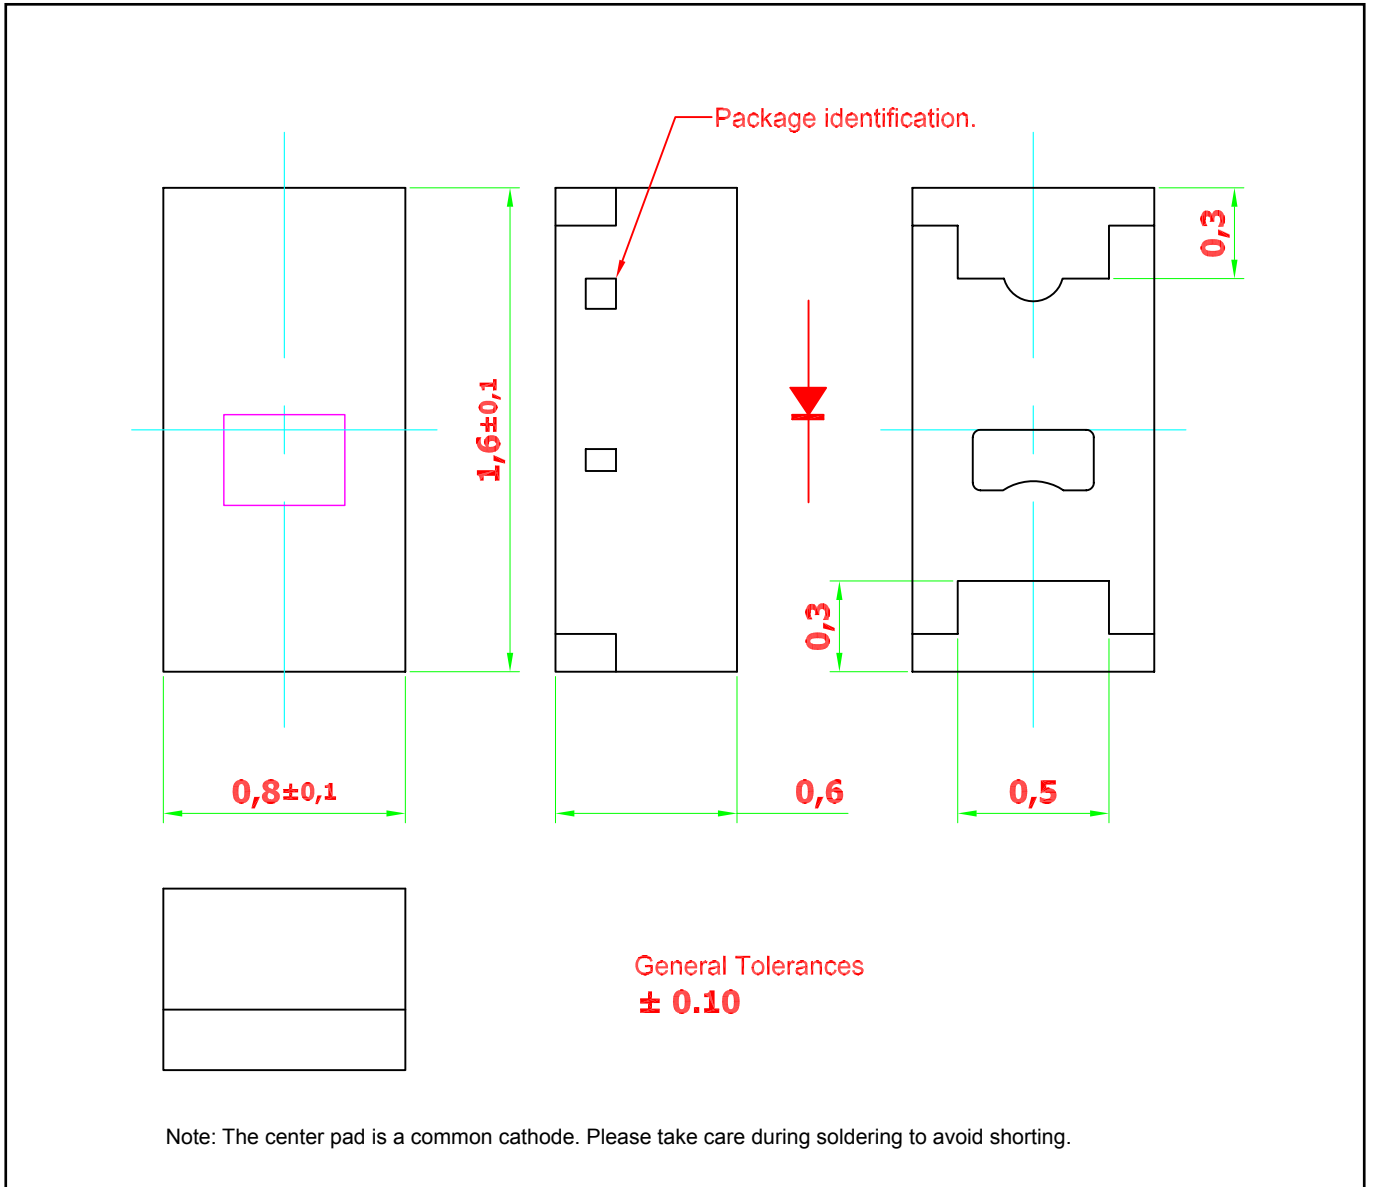 Package identification.
0,3
1,6±0,1
0,3
0,8±0,1
0,6
0,5
General Tolerances
± 0.10
Note: The center pad is a common cathode. Please take care during soldering to avoid shorting.